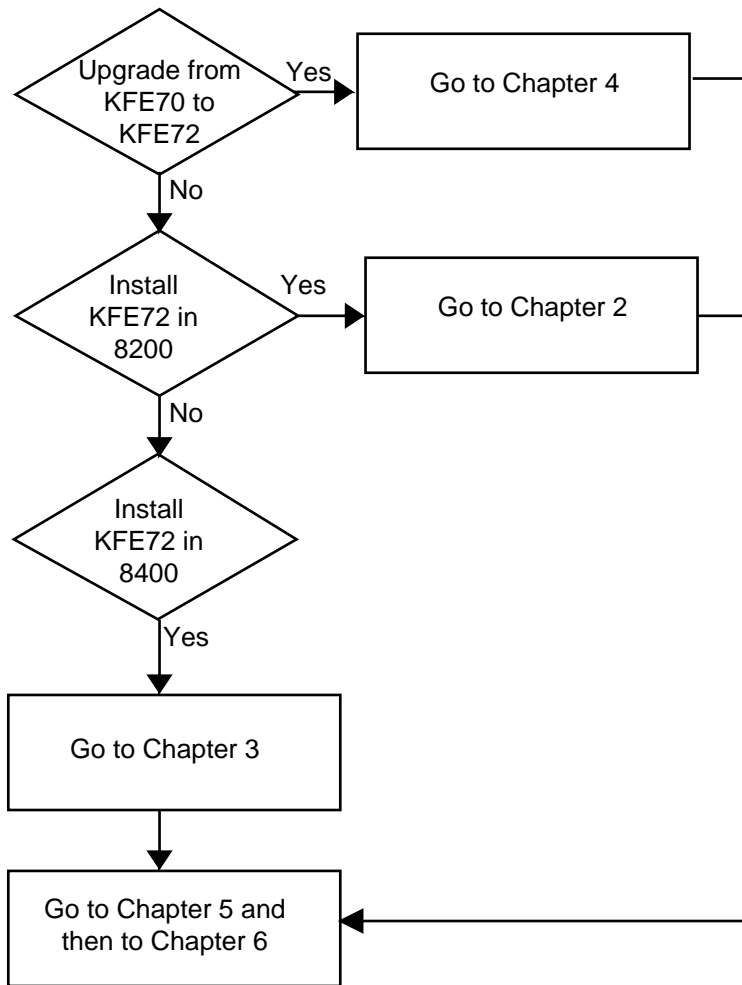 Upgrade from
KFE70 to
KFE72
Yes
Go to Chapter 4
No
Install
KFE72 in
8200
Yes
Go to Chapter 2
No
Install
KFE72 in
8400
Yes
Go to Chapter 3
Go to Chapter 5 and
then to Chapter 6